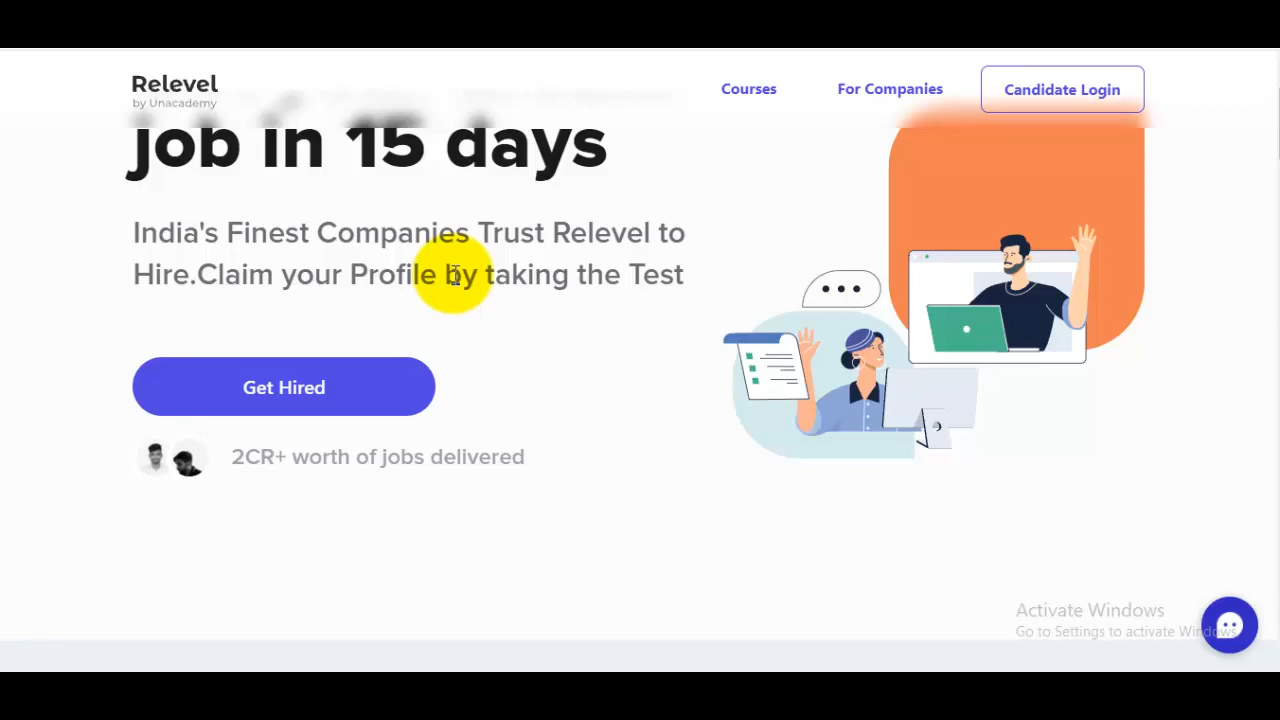 Relevel
by Unacademy
Courses
For Companies
Candidate Login
job in 15 days
India's Finest Companies Trust Relevel to
Hire.Claim your Profile by taking the Test
Get Hired
2CR+ worth of jobs delivered
Activate Windows
Go to Settings to activate Windows.